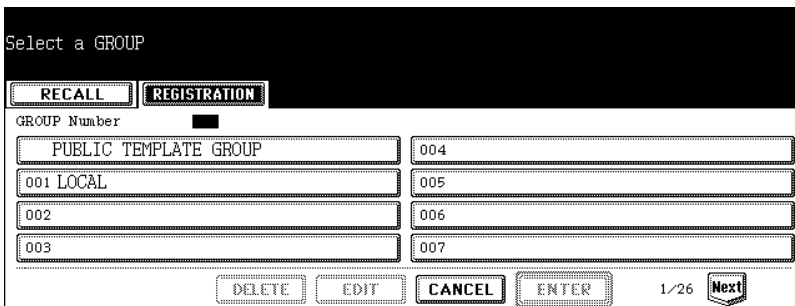 Select a GROUP
RECALL REGISTRATION
GROUP Number
PUBLIC TEMPLATE GROUP 004
001 LOCAL 005
002 006
003 007
DELETE EDIT CANCEL ENTER 1/26 Next